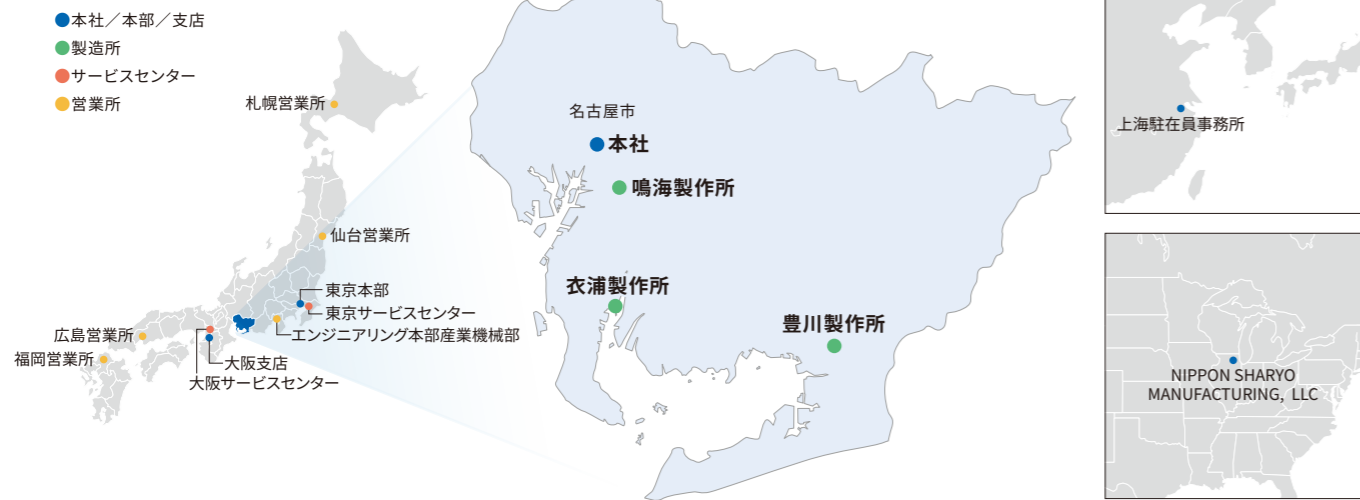 本社／本部／支店
製造所
サービスセンター
営業所
札幌営業所
仙台営業所
東京本部
東京サービスセンター
エンジニアリング本部産業機械部
広島営業所
福岡営業所
大阪支店
大阪サービスセンター
名古屋市
本社
鳴海製作所
衣浦製作所
豊川製作所
上海駐在員事務所
NIPPON SHARYO
MANUFACTURING, LLC